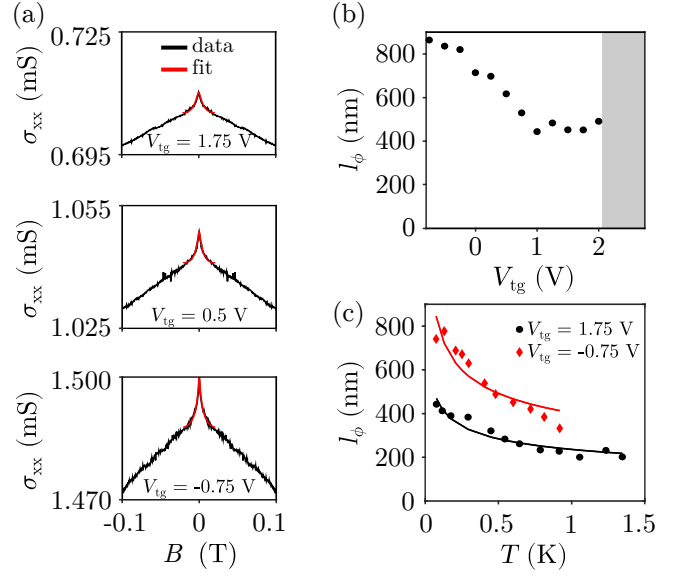 (a)
0.725
data
fit
σxx (mS)
Vtg = 1.75 V
0.695
1.055
σxx (mS)
Vtg = 0.5 V
1.025
1.500
σxx (mS)
Vtg = -0.75 V
1.470
-0.1 0 0.1
B (T)
(b)
800
600
400
200
0
lϕ (nm)
0 1 2
Vtg (V)
(c)
Vtg = 1.75 V
Vtg = -0.75 V
800
600
400
200
0
lϕ (nm)
0 0.5 1 1.5
T (K)